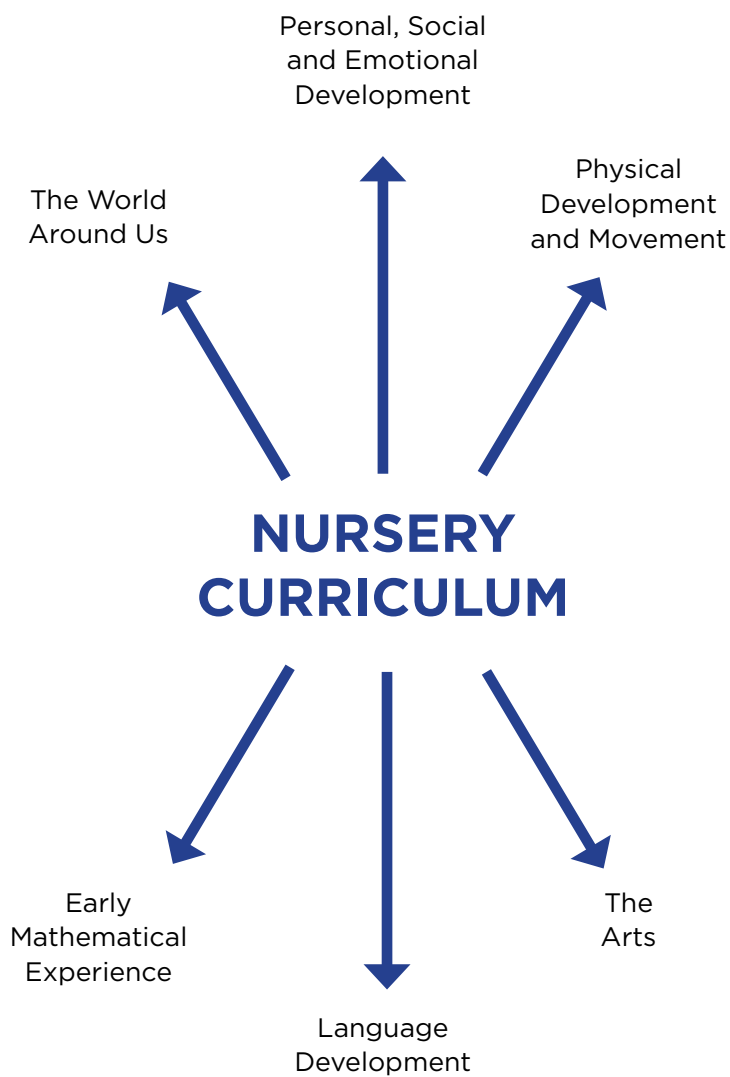 Personal, Social
and Emotional
Development
The World
Around Us
Physical
Development
and Movement
NURSERY
CURRICULUM
Early
Mathematical
Experience
The
Arts
Language
Development